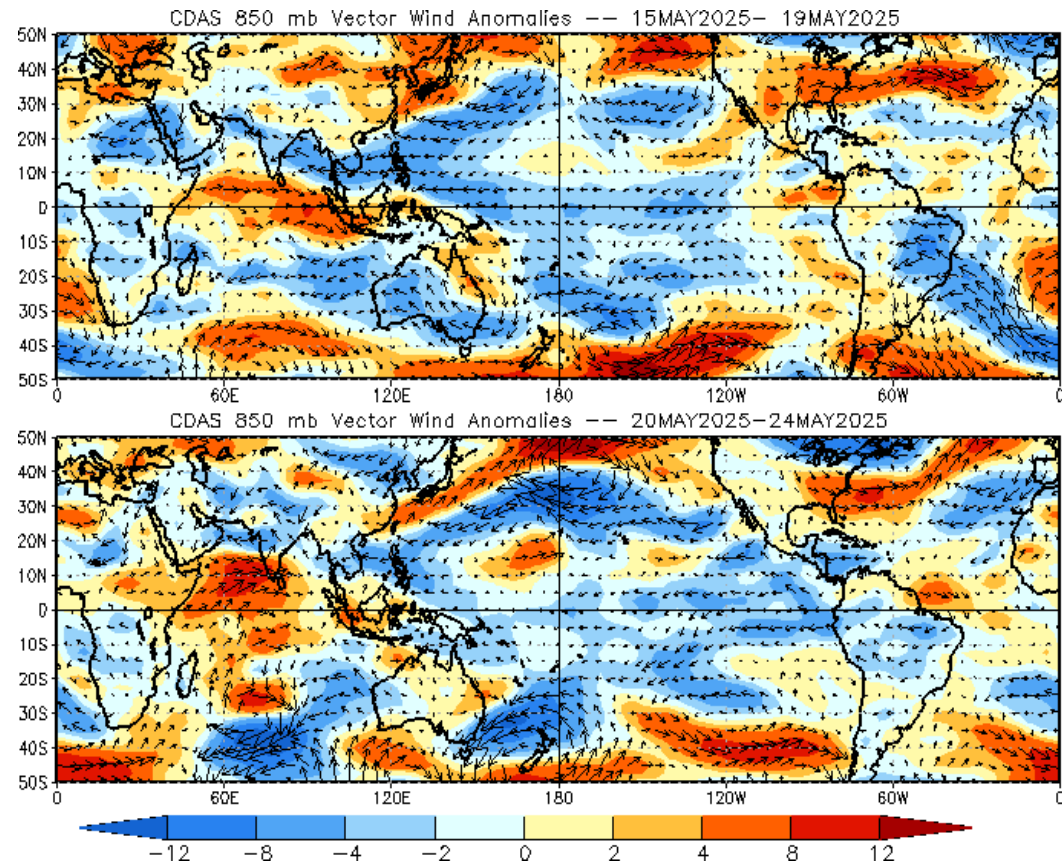 CDAS 850 mb Vector Wind Anomalies -- 15MAY2025- 19MAY2025
50N
40N
30N
20N
10N
0
10S
20S
30S
40S
50S
0 60E 120E 180 120W 60W 0
CDAS 850 mb Vector Wind Anomalies -- 20MAY2025-24MAY2025
50N
40N
30N
20N
10N
0
10S
20S
30S
40S
50S
0 60E 120E 180 120W 60W 0
-12 -8 -4 -2 0 2 4 8 12